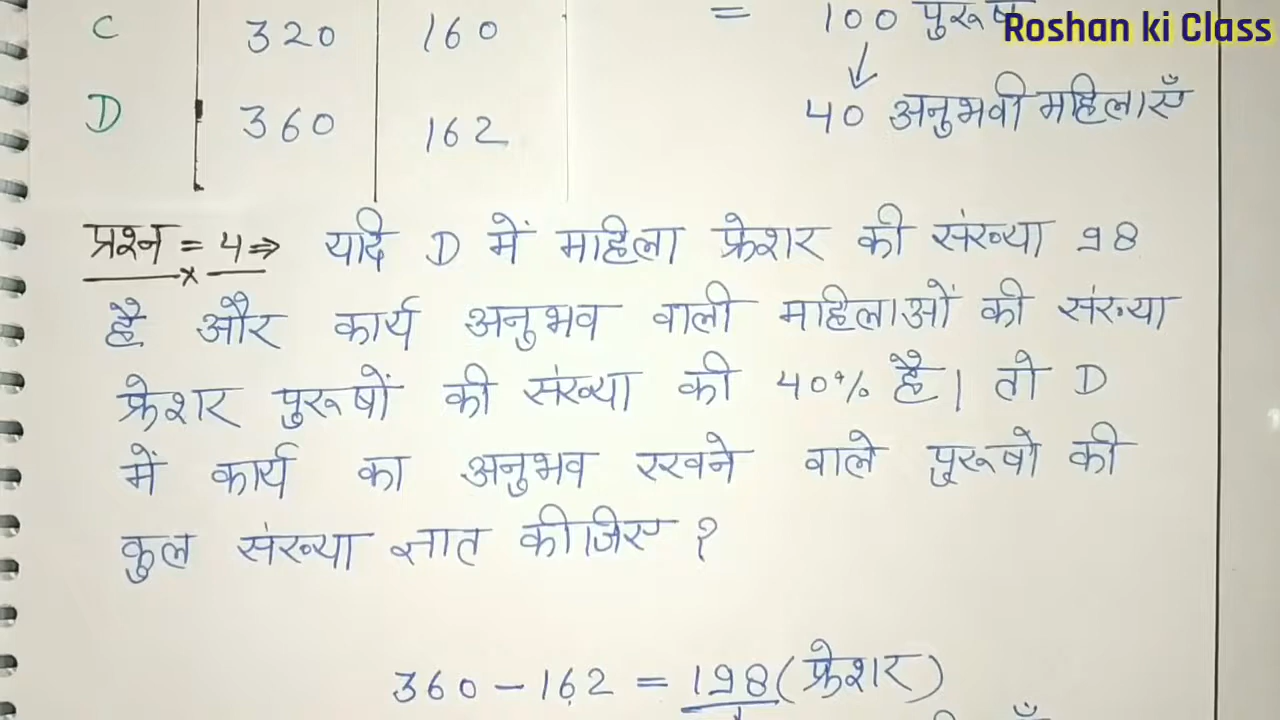 C 320 160
= 100 पुरूष
Roshan ki Class
↓
D 360 162
40 अनुभवी महिलाएँ
प्रश्न = 4 ⇒ यदि D में महिला फ्रेशर की संख्या 98
है और कार्य अनुभव वाली महिलाओं की संख्या
फ्रेशर पुरूषों की संख्या की 40% है। तो D
में कार्य का अनुभव रखने वाले पुरूषो की
कुल संख्या ज्ञात कीजिए ?
360 - 162 = 198 (फ्रेशर)